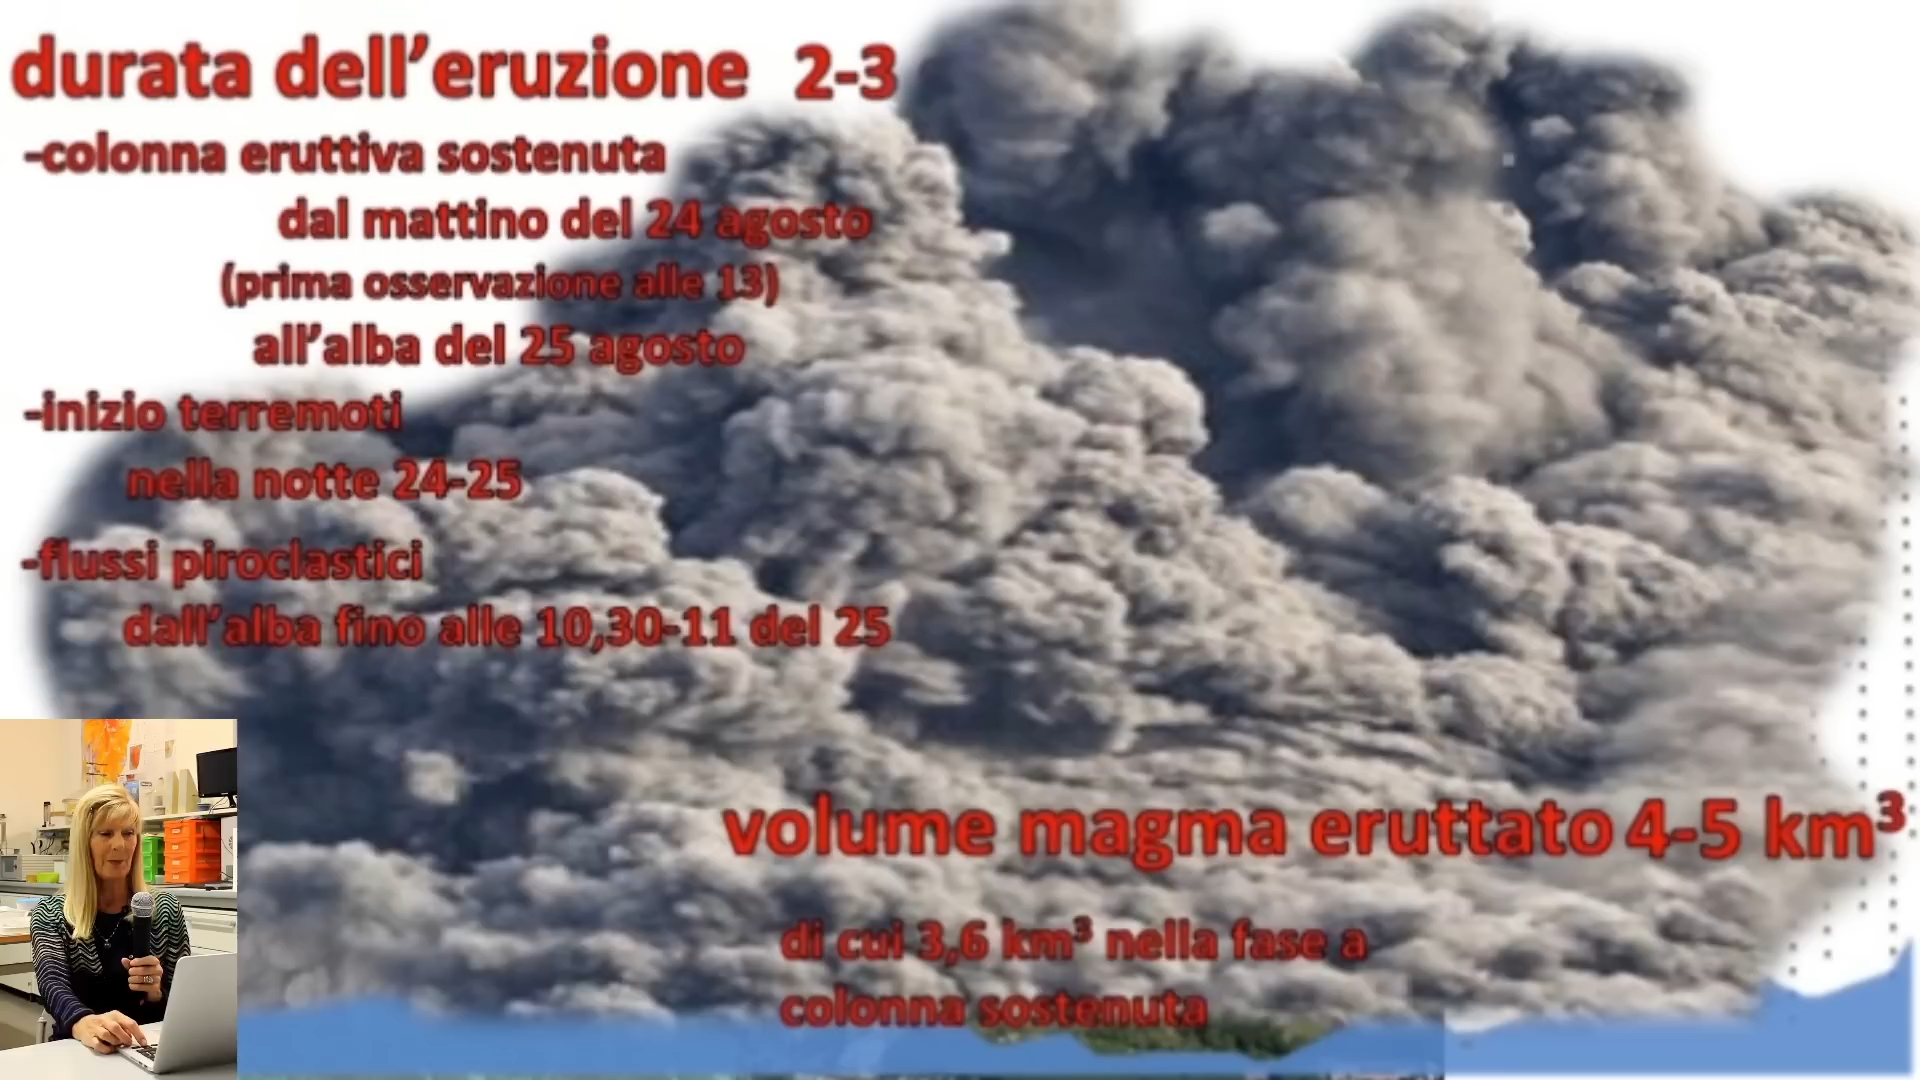 durata dell’eruzione 2-3
-colonna eruttiva sostenuta
dal mattino del 24 agosto
(prima osservazione alle 13)
all’alba del 25 agosto
-inizio terremoti
nella notte 24-25
-flussi piroclastici
dall’alba fino alle 10,30-11 del 25
volume magma eruttato 4-5 km³
di cui 3,6 km³ nella fase a
colonna sostenuta